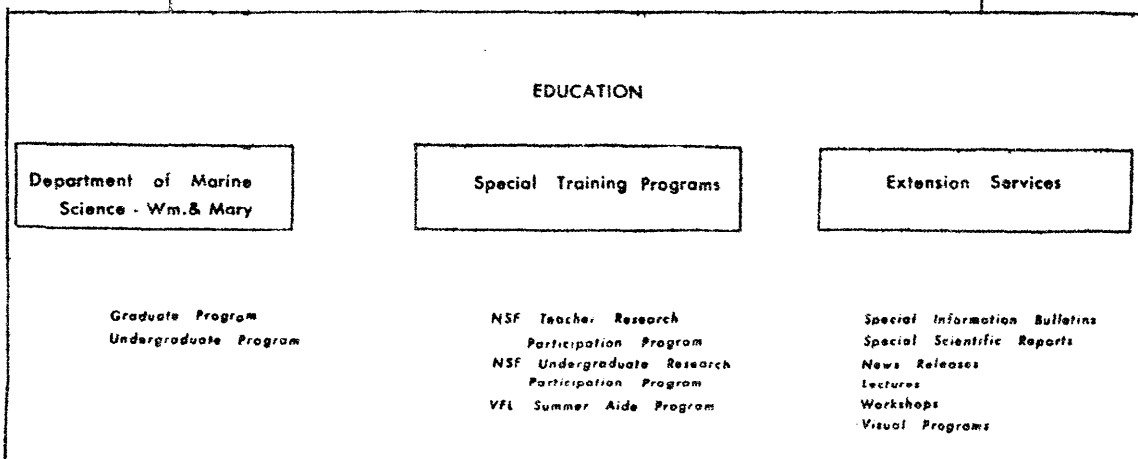 EDUCATION
Department of Marine
Science - Wm. & Mary
Graduate Program
Undergraduate Program
Special Training Programs
NSF Teacher Research
Participation Program
NSF Undergraduate Research
Participation Program
VFL Summer Aide Program
Extension Services
Special Information Bulletins
Special Scientific Reports
News Releases
Lectures
Workshops
Visual Programs